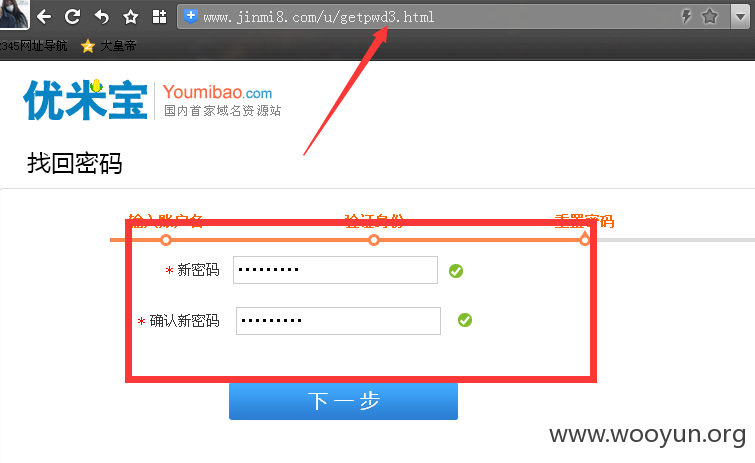 www.jinmi8.com/u/getpwd3.html
2345网址导航 大皇帝
优米宝 Youmibao.com
国内首家域名资源站
找回密码
输入账户名 验证身份 重置密码
* 新密码 •••••••••
* 确认新密码 •••••••••
下一步
www.wooyun.org